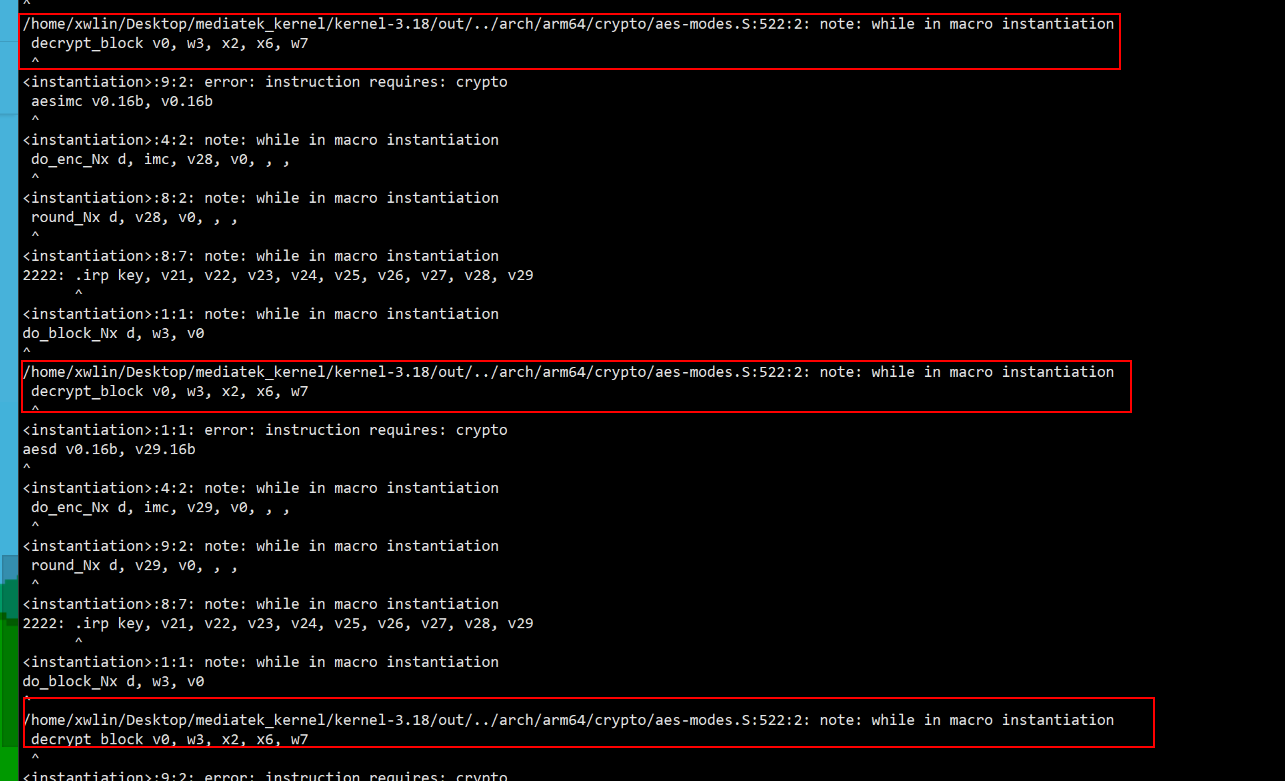 ^
/home/xwlin/Desktop/mediatek_kernel/kernel-3.18/out/../arch/arm64/crypto/aes-modes.S:522:2: note: while in macro instantiation
 decrypt_block v0, w3, x2, x6, w7
 ^
<instantiation>:9:2: error: instruction requires: crypto
 aesimc v0.16b, v0.16b
 ^
<instantiation>:4:2: note: while in macro instantiation
 do_enc_Nx d, imc, v28, v0, , ,
 ^
<instantiation>:8:2: note: while in macro instantiation
 round_Nx d, v28, v0, , ,
 ^
<instantiation>:8:7: note: while in macro instantiation
2222: .irp key, v21, v22, v23, v24, v25, v26, v27, v28, v29
      ^
<instantiation>:1:1: note: while in macro instantiation
do_block_Nx d, w3, v0
^
/home/xwlin/Desktop/mediatek_kernel/kernel-3.18/out/../arch/arm64/crypto/aes-modes.S:522:2: note: while in macro instantiation
 decrypt_block v0, w3, x2, x6, w7
 ^
<instantiation>:1:1: error: instruction requires: crypto
aesd v0.16b, v29.16b
^
<instantiation>:4:2: note: while in macro instantiation
 do_enc_Nx d, imc, v29, v0, , ,
 ^
<instantiation>:9:2: note: while in macro instantiation
 round_Nx d, v29, v0, , ,
 ^
<instantiation>:8:7: note: while in macro instantiation
2222: .irp key, v21, v22, v23, v24, v25, v26, v27, v28, v29
      ^
<instantiation>:1:1: note: while in macro instantiation
do_block_Nx d, w3, v0
^
/home/xwlin/Desktop/mediatek_kernel/kernel-3.18/out/../arch/arm64/crypto/aes-modes.S:522:2: note: while in macro instantiation
 decrypt_block v0, w3, x2, x6, w7
 ^
<instantiation>:9:2: error: instruction requires: crypto